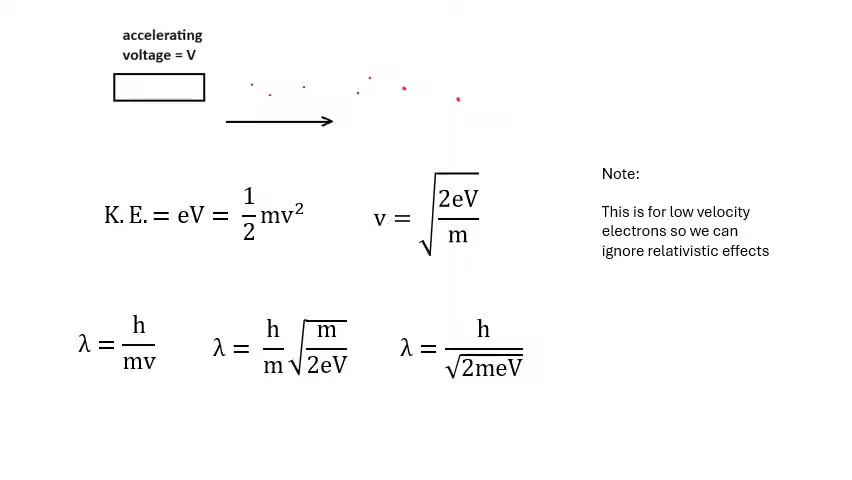 accelerating
voltage = V
K. E. = eV = 1/2 mv²
v = √(2eV/m)
Note:
This is for low velocity
electrons so we can
ignore relativistic effects
λ = h/mv
λ = h/m √(m/2eV)
λ = h/√(2meV)